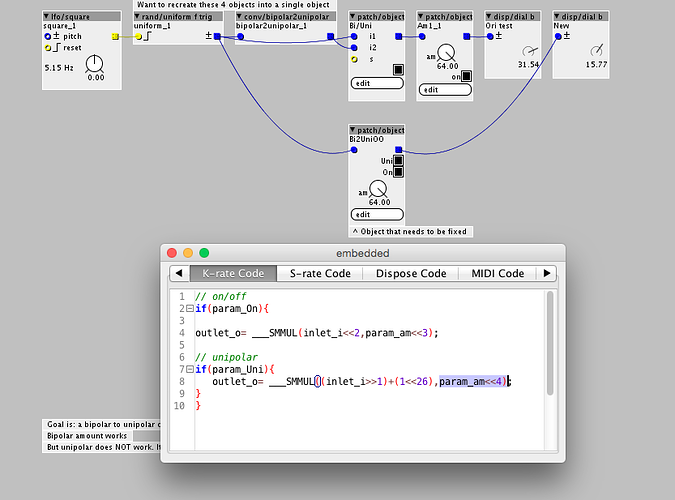 Want to recreate these 4 objects into a single object
▼ lfo/square
square_1
± pitch
reset
5.15 Hz
0.00
▼ rand/uniform f trig
uniform_1
±
▼ conv/bipolar2unipolar
bipolar2unipolar_1
▼ patch/object
Bi/Uni
i1
i2
s
edit
▼ patch/object
Am1_1
am
64.00
on
edit
▼ disp/dial b
Ori test
±
31.54
▼ disp/dial b
New
±
15.77
▼ patch/object
Bi2UniOO
Uni
On
am
64.00
edit
^ Object that needs to be fixed
embedded
K-rate Code
S-rate Code
Dispose Code
MIDI Code
1 // on/off
2 if(param_On){
3
4 outlet_o= ___SMMUL(inlet_i<<2,param_am<<3);
5
6 // unipolar
7 if(param_Uni){
8 outlet_o= ___SMMUL((inlet_i>>1)+(1<<26),param_am<<4);
9 }
10 }
Goal is: a bipolar to unipolar
Bipolar amount works
But unipolar does NOT work.